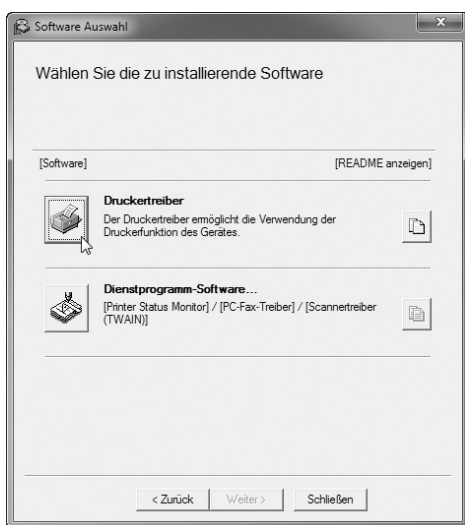 Software Auswahl
Wählen Sie die zu installierende Software
[Software] [README anzeigen]
Druckertreiber
Der Druckertreiber ermöglicht die Verwendung der
Druckerfunktion des Gerätes.
Dienstprogramm-Software...
[Printer Status Monitor] / [PC-Fax-Treiber] / [Scannertreiber
(TWAIN)]
< Zurück Weiter > Schließen